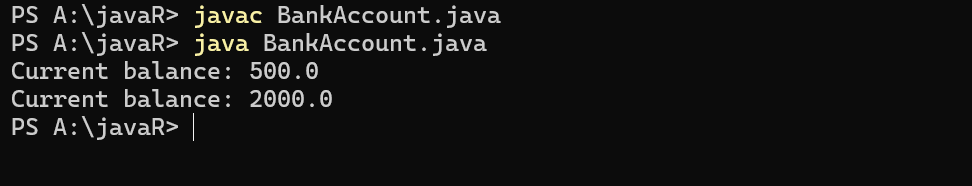 PS A:\javaR> javac BankAccount.java
PS A:\javaR> java BankAccount.java
Current balance: 500.0
Current balance: 2000.0
PS A:\javaR>